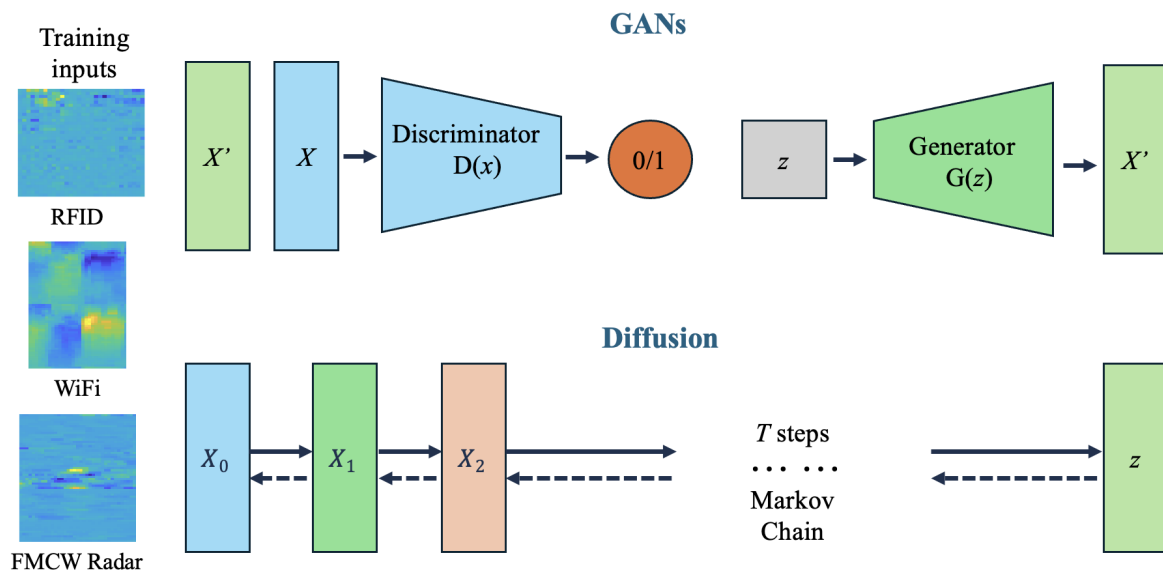 GANs
Training
inputs
RFID
WiFi
FMCW Radar
X'
X
Discriminator
D(x)
0/1
z
Generator
G(z)
X'
Diffusion
X₀
X₁
X₂
T steps
... ...
Markov
Chain
z